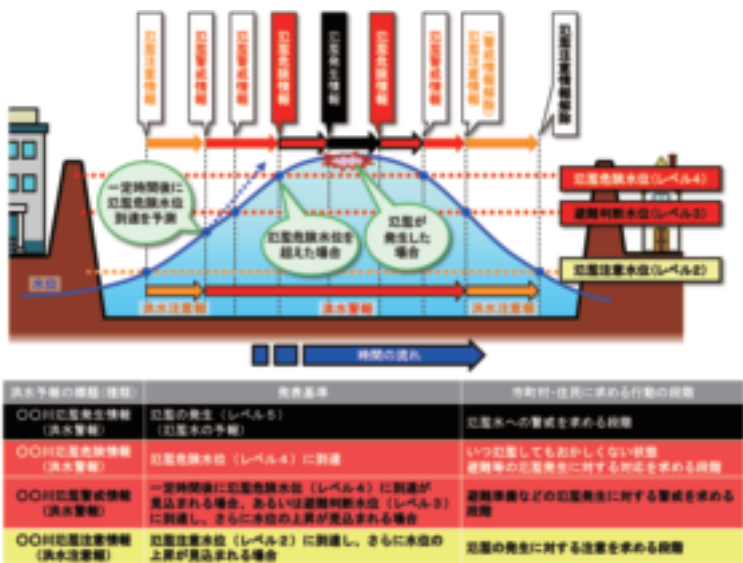 氾濫注意情報
氾濫警戒情報
氾濫警戒情報
氾濫危険情報
氾濫発生情報
氾濫危険情報
氾濫警戒情報
氾濫注意情報
(警戒情報解除)
氾濫注意情報解除
一定時間後に
氾濫危険水位
到達を予測
氾濫危険水位を
超えた場合
氾濫が
発生した
場合
氾濫危険水位(レベル4)
避難判断水位(レベル3)
氾濫注意水位(レベル2)
水位
洪水注意報
洪水警報
洪水注意報
時間の流れ
洪水予報の標題(種類)
発表基準
市町村・住民に求める行動の段階
〇〇川氾濫発生情報
(洪水警報)
氾濫の発生(レベル5)
(氾濫水の予報)
氾濫水への警戒を求める段階
〇〇川氾濫危険情報
(洪水警報)
氾濫危険水位(レベル4)に到達
いつ氾濫してもおかしくない状態
避難等の氾濫発生に対する対応を求める段階
〇〇川氾濫警戒情報
(洪水警報)
一定時間後に氾濫危険水位(レベル4)に到達が
見込まれる場合、あるいは避難判断水位(レベル3)
に到達し、さらに水位の上昇が見込まれる場合
避難準備などの氾濫発生に対する警戒を求める
段階
〇〇川氾濫注意情報
(洪水注意報)
氾濫注意水位(レベル2)に到達し、さらに水位の
上昇が見込まれる場合
氾濫の発生に対する注意を求める段階